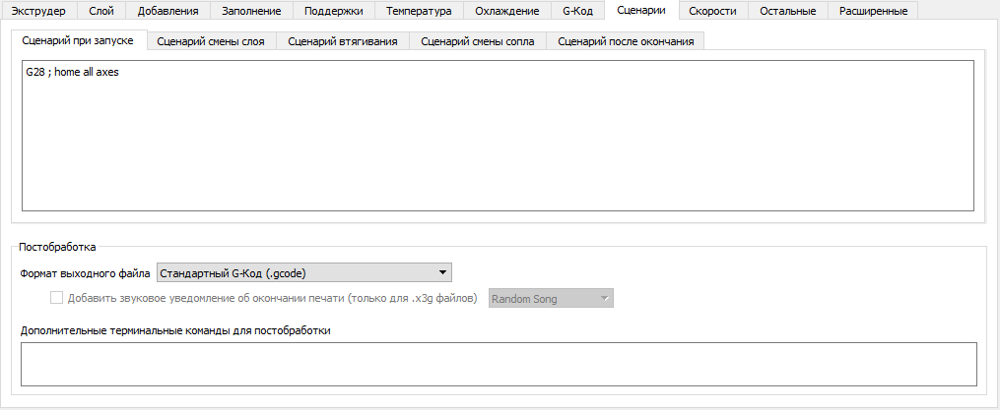 Экструдер Слой Добавления Заполнение Поддержки Температура Охлаждение G-Код Сценарии Скорости Остальные Расширенные
Сценарий при запуске Сценарий смены слоя Сценарий втягивания Сценарий смены сопла Сценарий после окончания
G28 ; home all axes
Постобработка
Формат выходного файла Стандартный G-Код (.gcode)
Добавить звуковое уведомление об окончании печати (только для .x3g файлов) Random Song
Дополнительные терминальные команды для постобработки